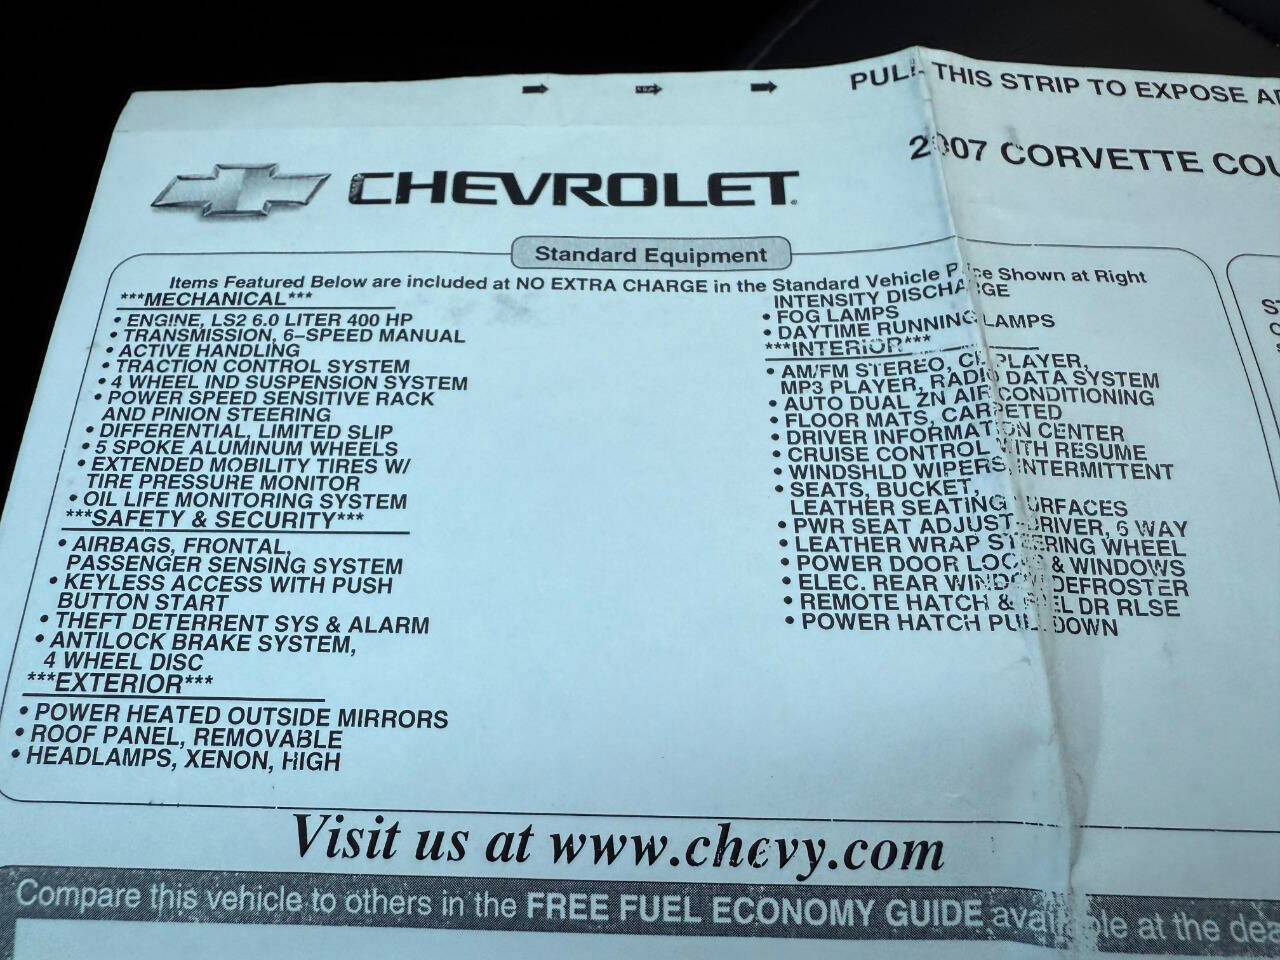 PULL THIS STRIP TO EXPOSE
2007 CORVETTE
CHEVROLET
Standard Equipment
Items Featured Below are included at NO EXTRA CHARGE in the Standard Vehicle Price Shown at Right
***MECHANICAL***
• ENGINE, LS2 6.0 LITER 400 HP
• TRANSMISSION, 6-SPEED MANUAL
• ACTIVE HANDLING
• TRACTION CONTROL SYSTEM
• 4 WHEEL IND SUSPENSION SYSTEM
• POWER SPEED SENSITIVE RACK
AND PINION STEERING
• DIFFERENTIAL, LIMITED SLIP
• 5 SPOKE ALUMINUM WHEELS
• EXTENDED MOBILITY TIRES W/
TIRE PRESSURE MONITOR
• OIL LIFE MONITORING SYSTEM
***SAFETY & SECURITY***
• AIRBAGS, FRONTAL,
PASSENGER SENSING SYSTEM
• KEYLESS ACCESS WITH PUSH
BUTTON START
• THEFT DETERRENT SYS & ALARM
• ANTILOCK BRAKE SYSTEM,
4 WHEEL DISC
***EXTERIOR***
• POWER HEATED OUTSIDE MIRRORS
• ROOF PANEL, REMOVABLE
• HEADLAMPS, XENON, HIGH
INTENSITY DISCHARGE
• FOG LAMPS
• DAYTIME RUNNING LAMPS
***INTERIOR***
• AM/FM STEREO, CD PLAYER,
MP3 PLAYER, RADIO DATA SYSTEM
• AUTO DUAL ZN AIR CONDITIONING
• FLOOR MATS, CARPETED
• DRIVER INFORMATION CENTER
• CRUISE CONTROL WITH RESUME
• WINDSHLD WIPERS, INTERMITTENT
• SEATS, BUCKET,
LEATHER SEATING SURFACES
• PWR SEAT ADJUST-DRIVER, 6 WAY
• LEATHER WRAP STEERING WHEEL
• POWER DOOR LOCKS & WINDOWS
• ELEC. REAR WINDOW DEFROSTER
• REMOTE HATCH & FUEL DR RLSE
• POWER HATCH PULL DOWN
Visit us at www.chevy.com
Compare this vehicle to others in the FREE FUEL ECONOMY GUIDE available at the